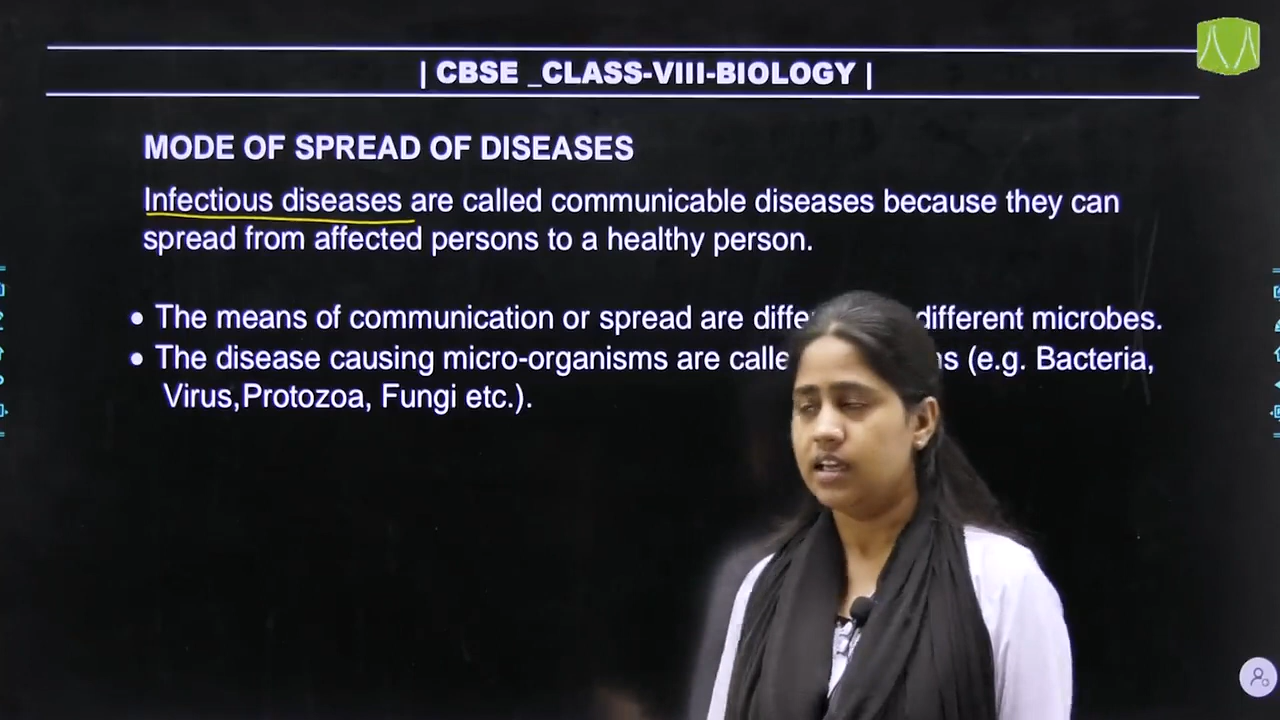 | CBSE _CLASS-VIII-BIOLOGY |
MODE OF SPREAD OF DISEASES
Infectious diseases are called communicable diseases because they can
spread from affected persons to a healthy person.
• The means of communication or spread are different microbes.
• The disease causing micro-organisms are (e.g. Bacteria,
Virus,Protozoa, Fungi etc.).